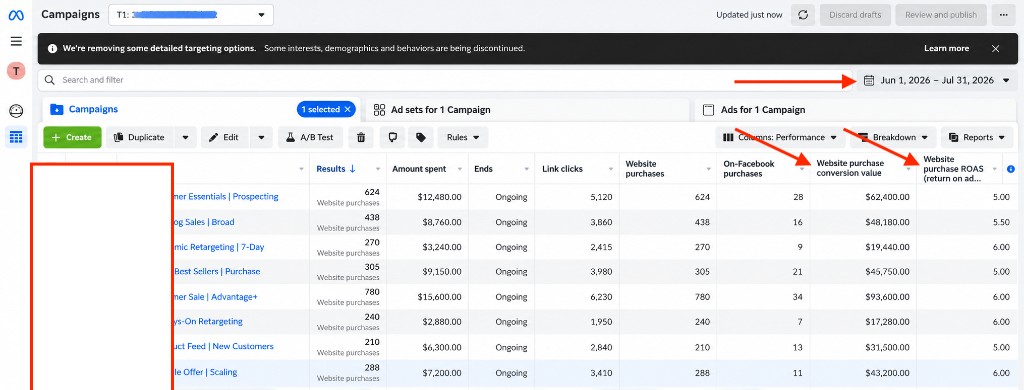 Campaigns
T1:
Updated just now
Discard drafts
Review and publish
We're removing some detailed targeting options. Some interests, demographics and behaviors are being discontinued.
Learn more
T
Search and filter
Jun 1, 2026 – Jul 31, 2026
Campaigns
1 selected
Ad sets for 1 Campaign
Ads for 1 Campaign
+ Create
Duplicate
Edit
A/B Test
Rules
Columns: Performance
Breakdown
Reports
Results ↓
Amount spent
Ends
Link clicks
Website purchases
On-Facebook purchases
Website purchase conversion value
Website purchase ROAS (return on ad...
mer Essentials | Prospecting 624 Website purchases $12,480.00 Ongoing 5,120 624 28 $62,400.00 5.00
og Sales | Broad 438 Website purchases $8,760.00 Ongoing 3,860 438 16 $48,180.00 5.50
mic Retargeting | 7-Day 270 Website purchases $3,240.00 Ongoing 2,415 270 9 $19,440.00 6.00
Best Sellers | Purchase 305 Website purchases $9,150.00 Ongoing 3,980 305 21 $45,750.00 5.00
mer Sale | Advantage+ 780 Website purchases $15,600.00 Ongoing 6,230 780 34 $93,600.00 6.00
ys-On Retargeting 240 Website purchases $2,880.00 Ongoing 1,950 240 7 $17,280.00 6.00
uct Feed | New Customers 210 Website purchases $6,300.00 Ongoing 2,840 210 13 $31,500.00 5.00
le Offer | Scaling 288 Website purchases $7,200.00 Ongoing 3,410 288 11 $43,200.00 6.00